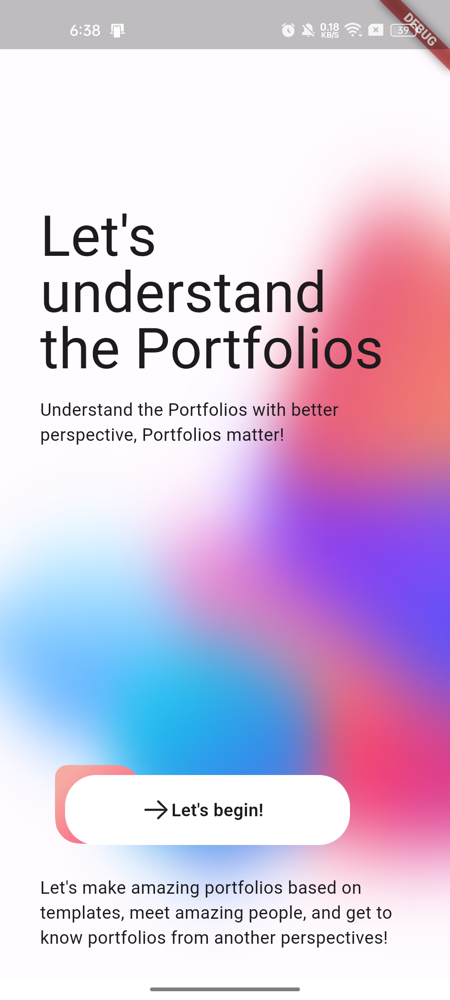 6:38
0.18
KB/S
39
DEBUG
Let's
understand
the Portfolios
Understand the Portfolios with better
perspective, Portfolios matter!
Let's begin!
Let's make amazing portfolios based on
templates, meet amazing people, and get to
know portfolios from another perspectives!